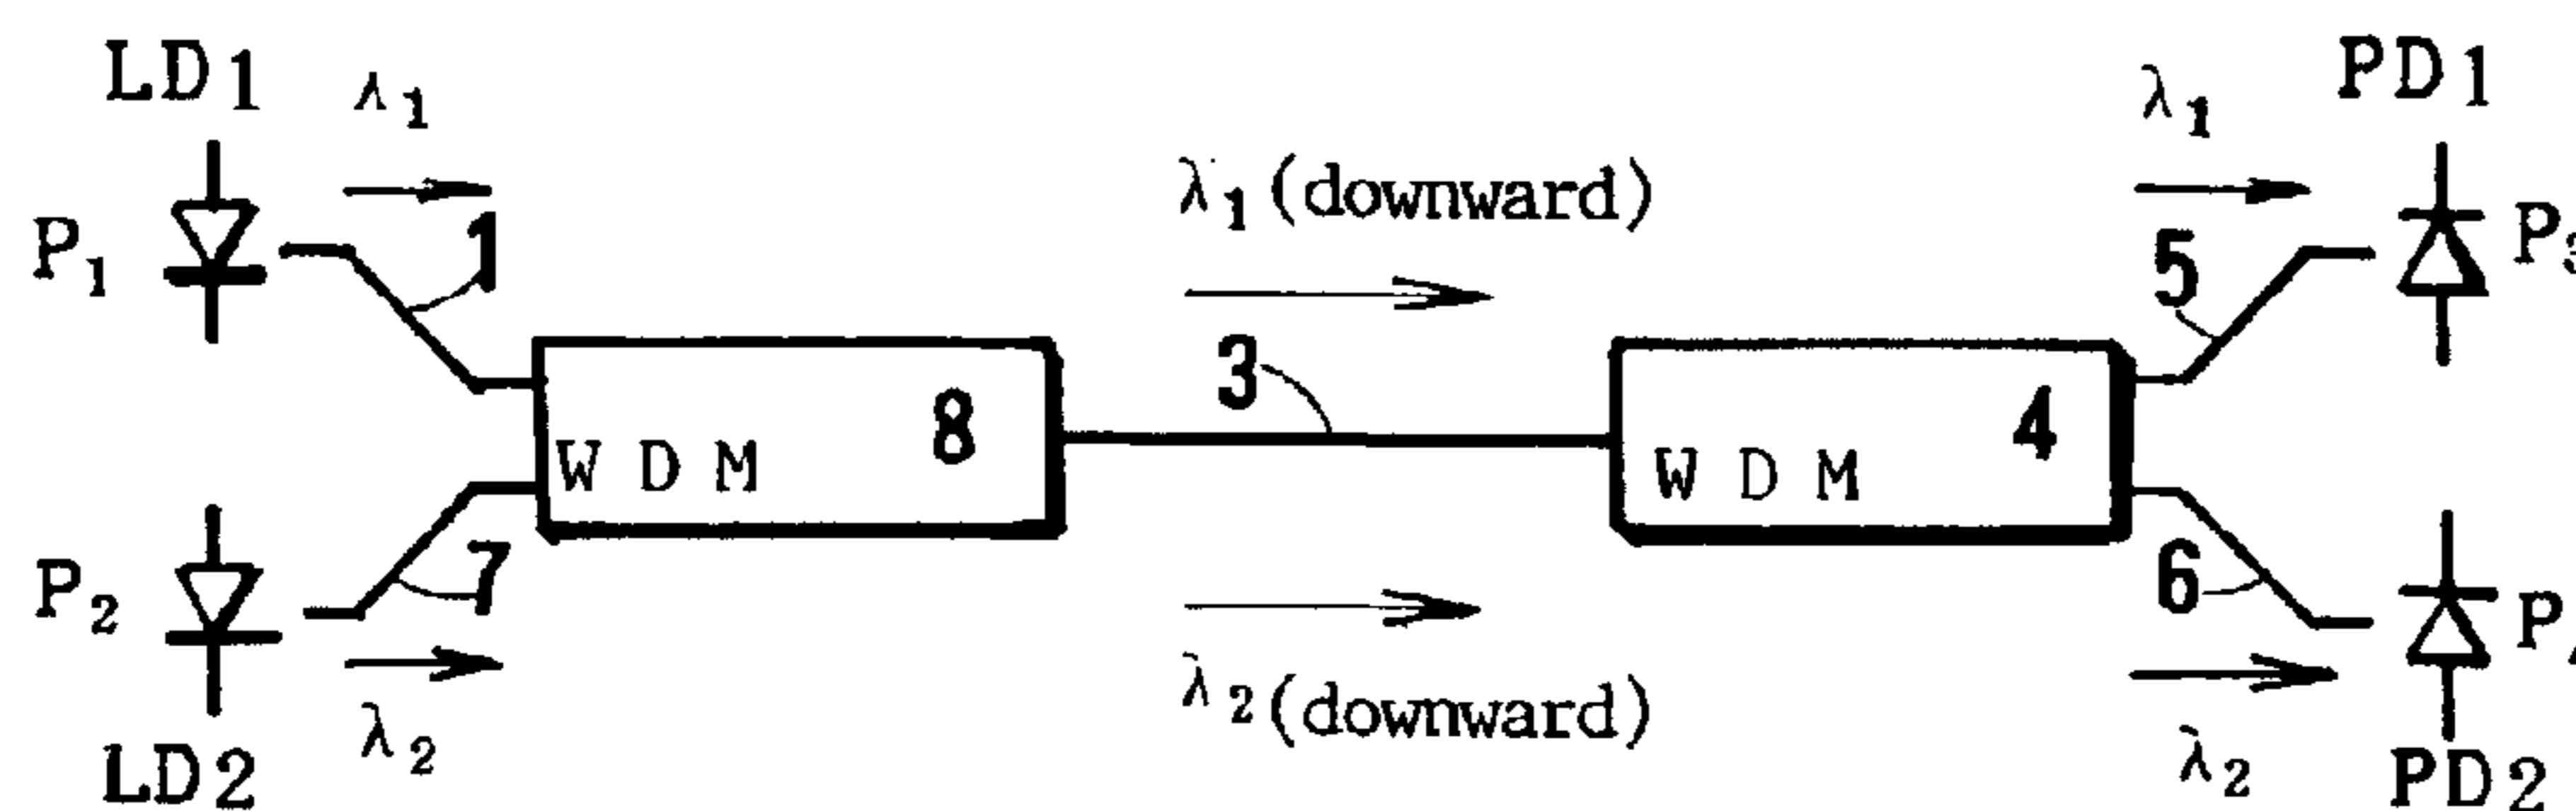 LD1
λ1
P1
1
λ1(downward)
3
λ1
PD1
5
P3
WDM 8
WDM 4
P2
7
λ2
LD2
λ2(downward)
6
λ2
PD2